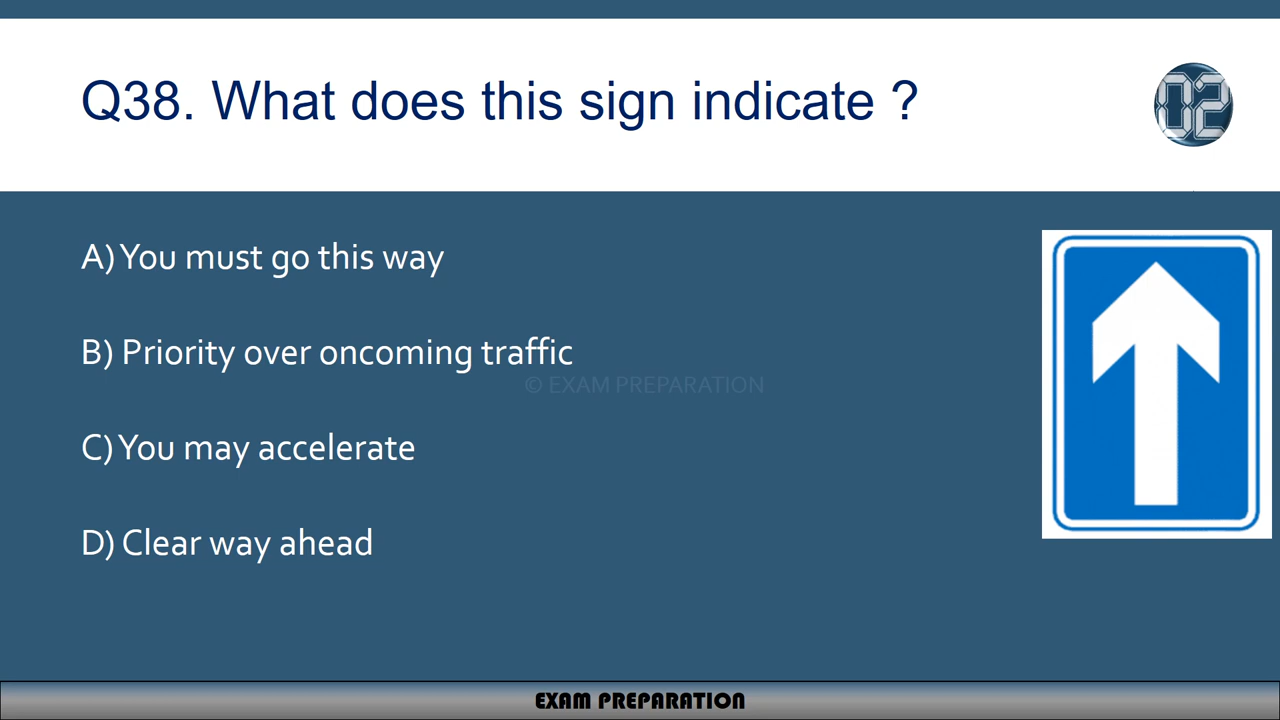 Q38. What does this sign indicate ?
02
A) You must go this way
B) Priority over oncoming traffic
© EXAM PREPARATION
C) You may accelerate
D) Clear way ahead
EXAM PREPARATION